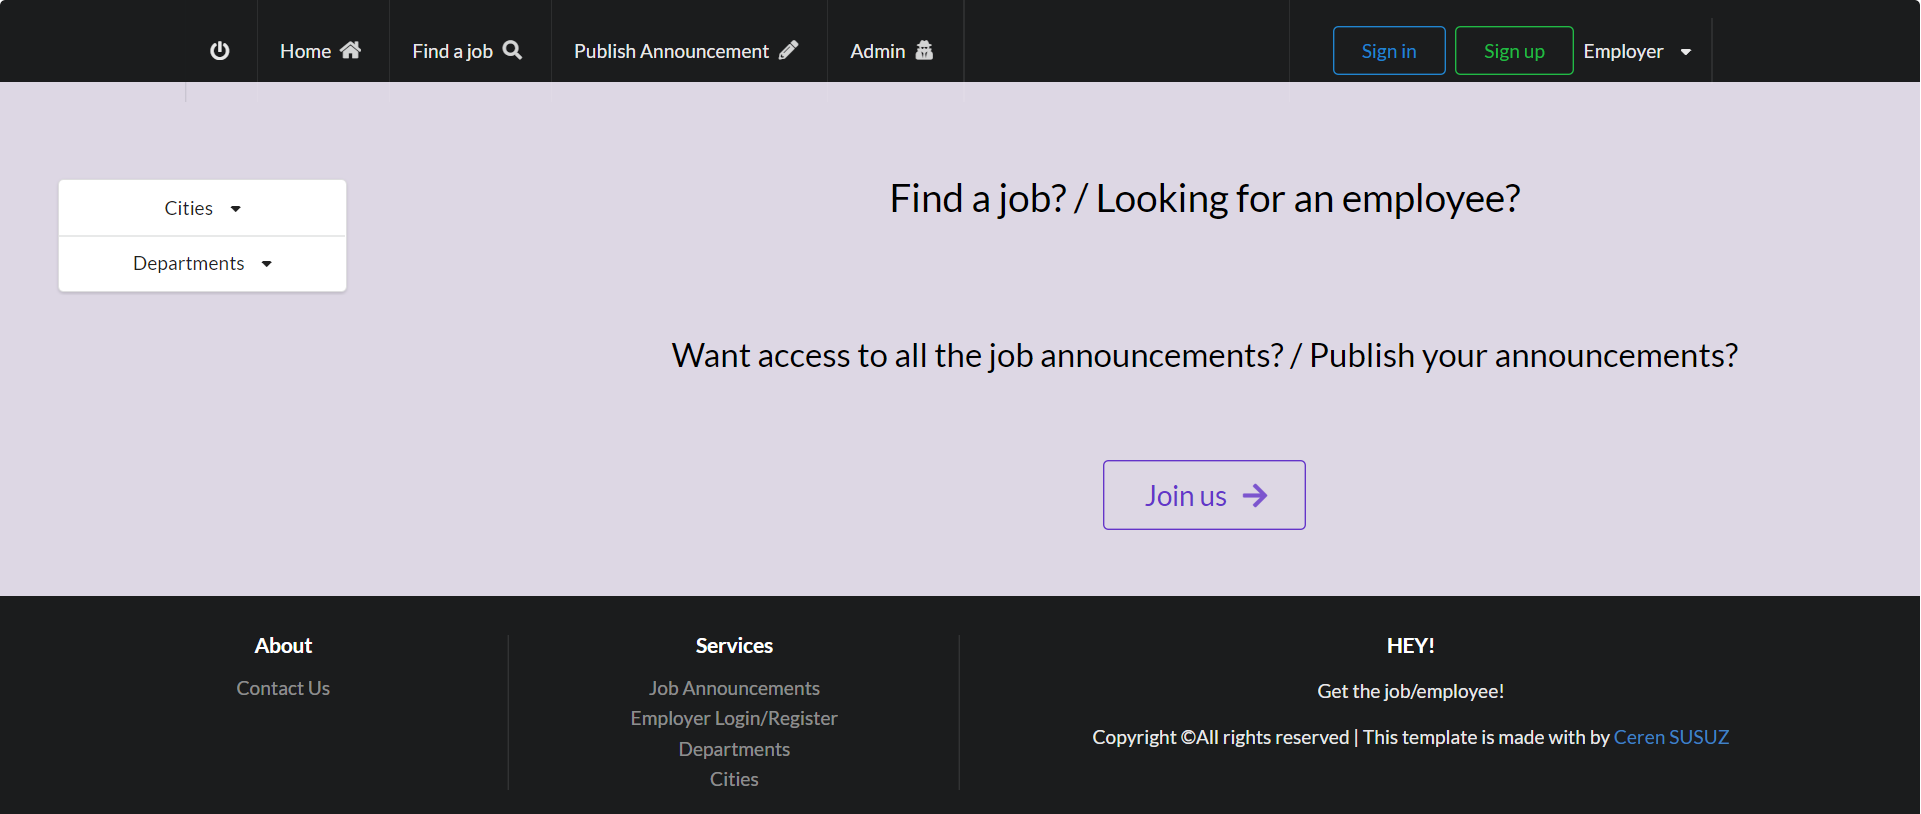 Home
Find a job
Publish Announcement
Admin
Sign in
Sign up
Employer
Cities
Departments
Find a job? / Looking for an employee?
Want access to all the job announcements? / Publish your announcements?
Join us
About
Contact Us
Services
Job Announcements
Employer Login/Register
Departments
Cities
HEY!
Get the job/employee!
Copyright ©All rights reserved | This template is made with by Ceren SUSUZ